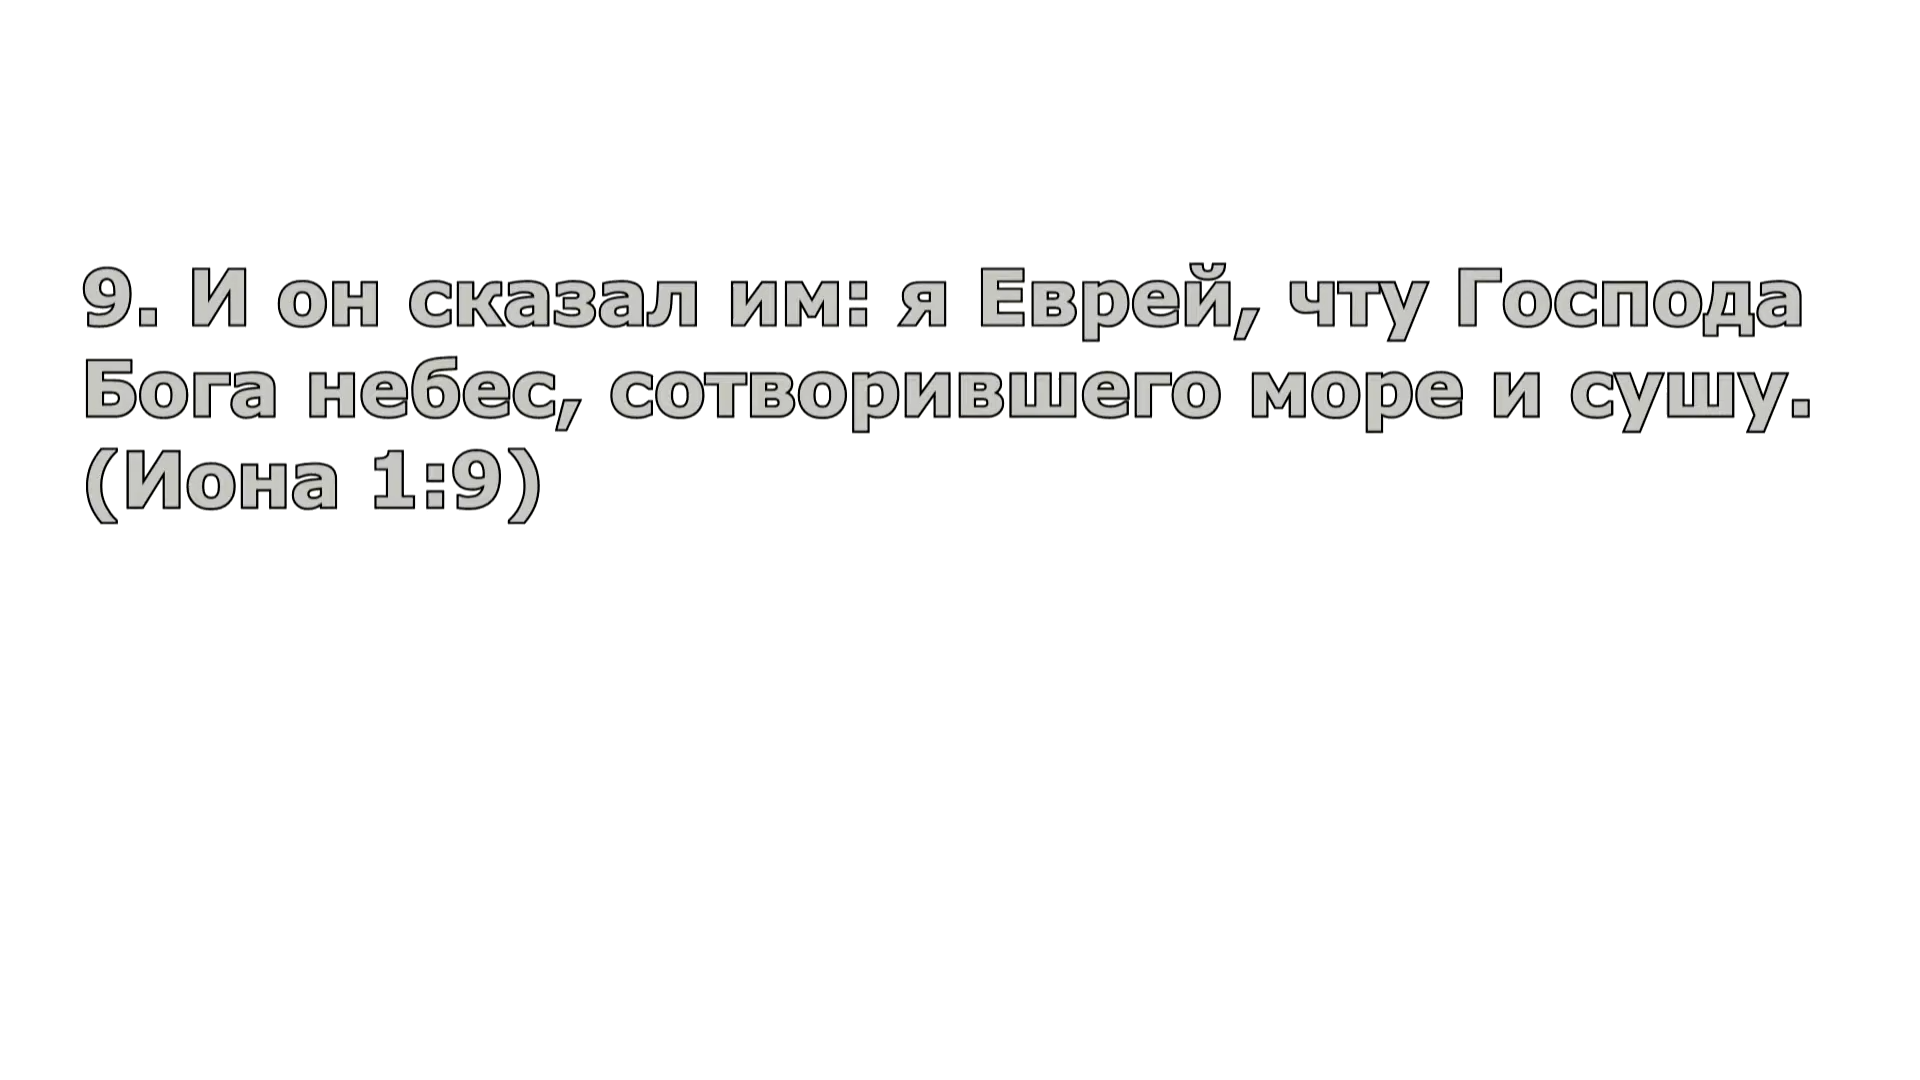 9. И он сказал им: я Еврей, чту Господа
Бога небес, сотворившего море и сушу.
(Иона 1:9)